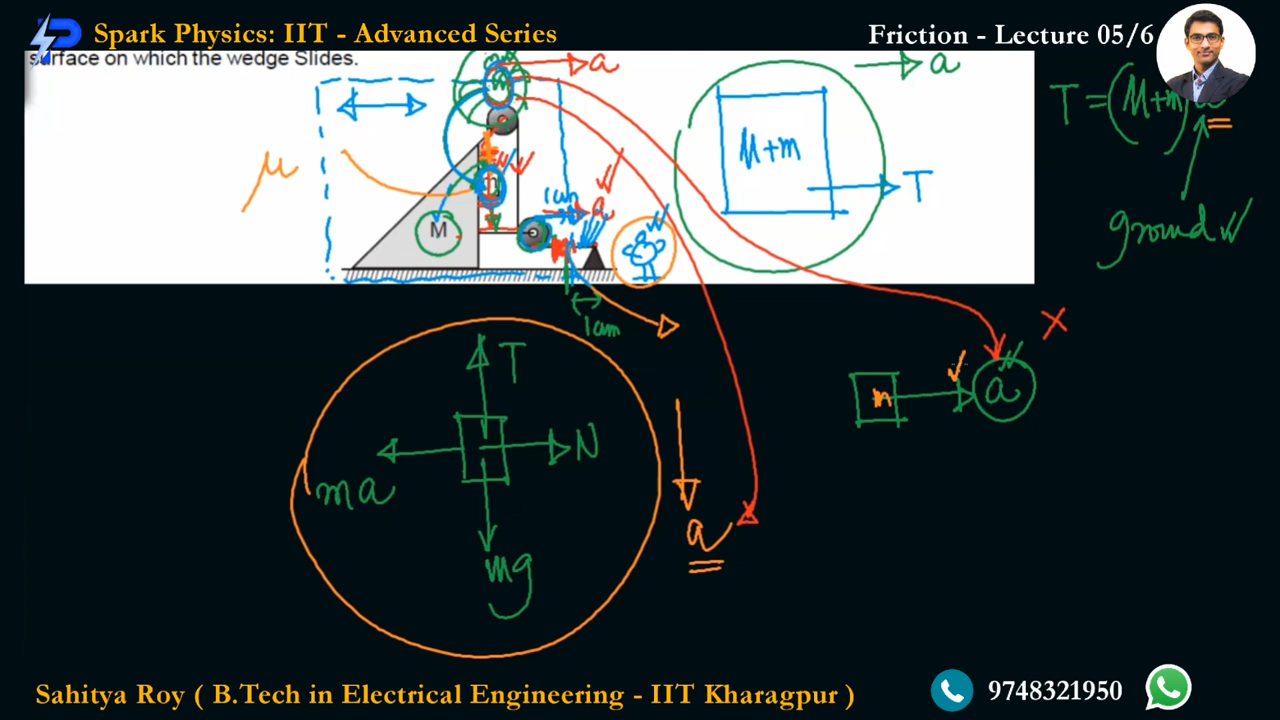 Spark Physics: IIT - Advanced Series
Friction - Lecture 05/6
surface on which the wedge Slides.
a
a
T = (M+m)a
M+m
T
ground
μ
M
m
1cm
a
1cm
T
ma
N
mg
a
m
a
Sahitya Roy ( B.Tech in Electrical Engineering - IIT Kharagpur )
9748321950